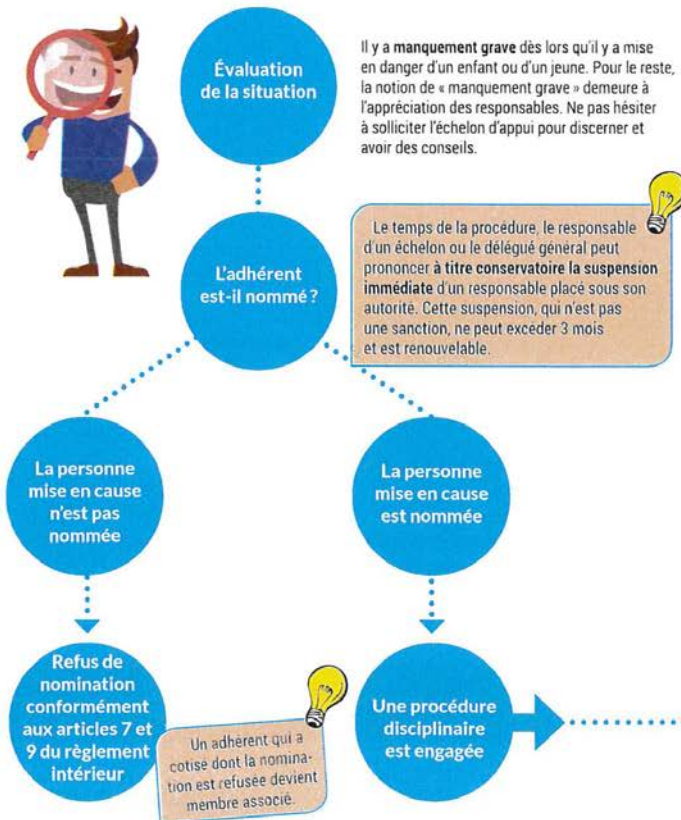 Évaluation
de la situation
Il y a manquement grave dès lors qu'il y a mise
en danger d'un enfant ou d'un jeune. Pour le reste,
la notion de « manquement grave » demeure à
l'appréciation des responsables. Ne pas hésiter
à solliciter l'échelon d'appui pour discerner et
avoir des conseils.
L'adhérent
est-il nommé ?
Le temps de la procédure, le responsable
d'un échelon ou le délégué général peut
prononcer à titre conservatoire la suspension
immédiate d'un responsable placé sous son
autorité. Cette suspension, qui n'est pas
une sanction, ne peut excéder 3 mois
et est renouvelable.
La personne
mise en cause
n'est pas
nommée
La personne
mise en cause
est nommée
Refus de
nomination
conformément
aux articles 7 et
9 du règlement
intérieur
Un adhérent qui a
cotisé dont la nomina-
tion est refusée devient
membre associé.
Une procédure
disciplinaire
est engagée